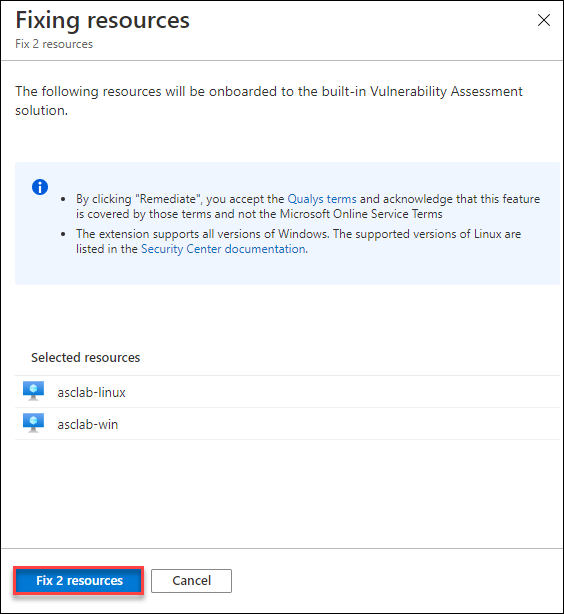 Fixing resources
Fix 2 resources
The following resources will be onboarded to the built-in Vulnerability Assessment
solution.
• By clicking "Remediate", you accept the Qualys terms and acknowledge that this feature
is covered by those terms and not the Microsoft Online Service Terms
• The extension supports all versions of Windows. The supported versions of Linux are
listed in the Security Center documentation.
Selected resources
asclab-linux
asclab-win
Fix 2 resources
Cancel